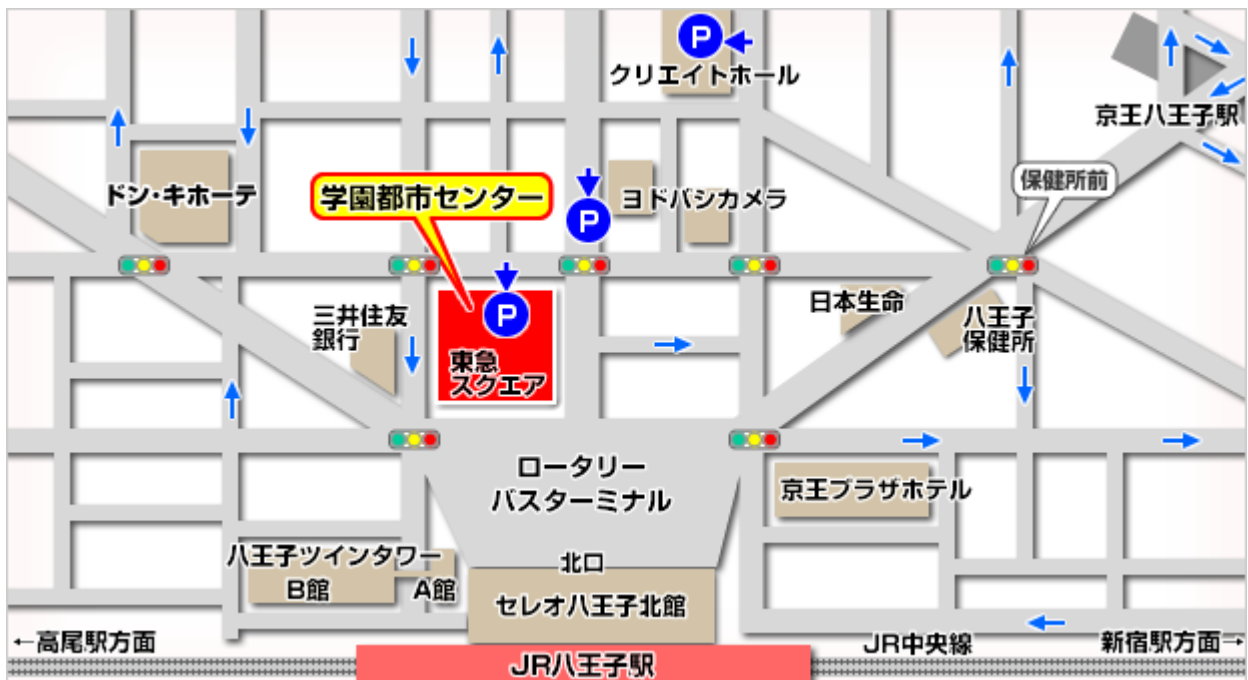 P
クリエイトホール
京王八王子駅
保健所前
ドン・キホーテ
学園都市センター
P
ヨドバシカメラ
P
三井住友
銀行
東急
スクエア
日本生命
八王子
保健所
ロータリー
バスターミナル
京王プラザホテル
八王子ツインタワー
B館
A館
北口
セレオ八王子北館
←高尾駅方面
JR中央線
新宿駅方面→
JR八王子駅